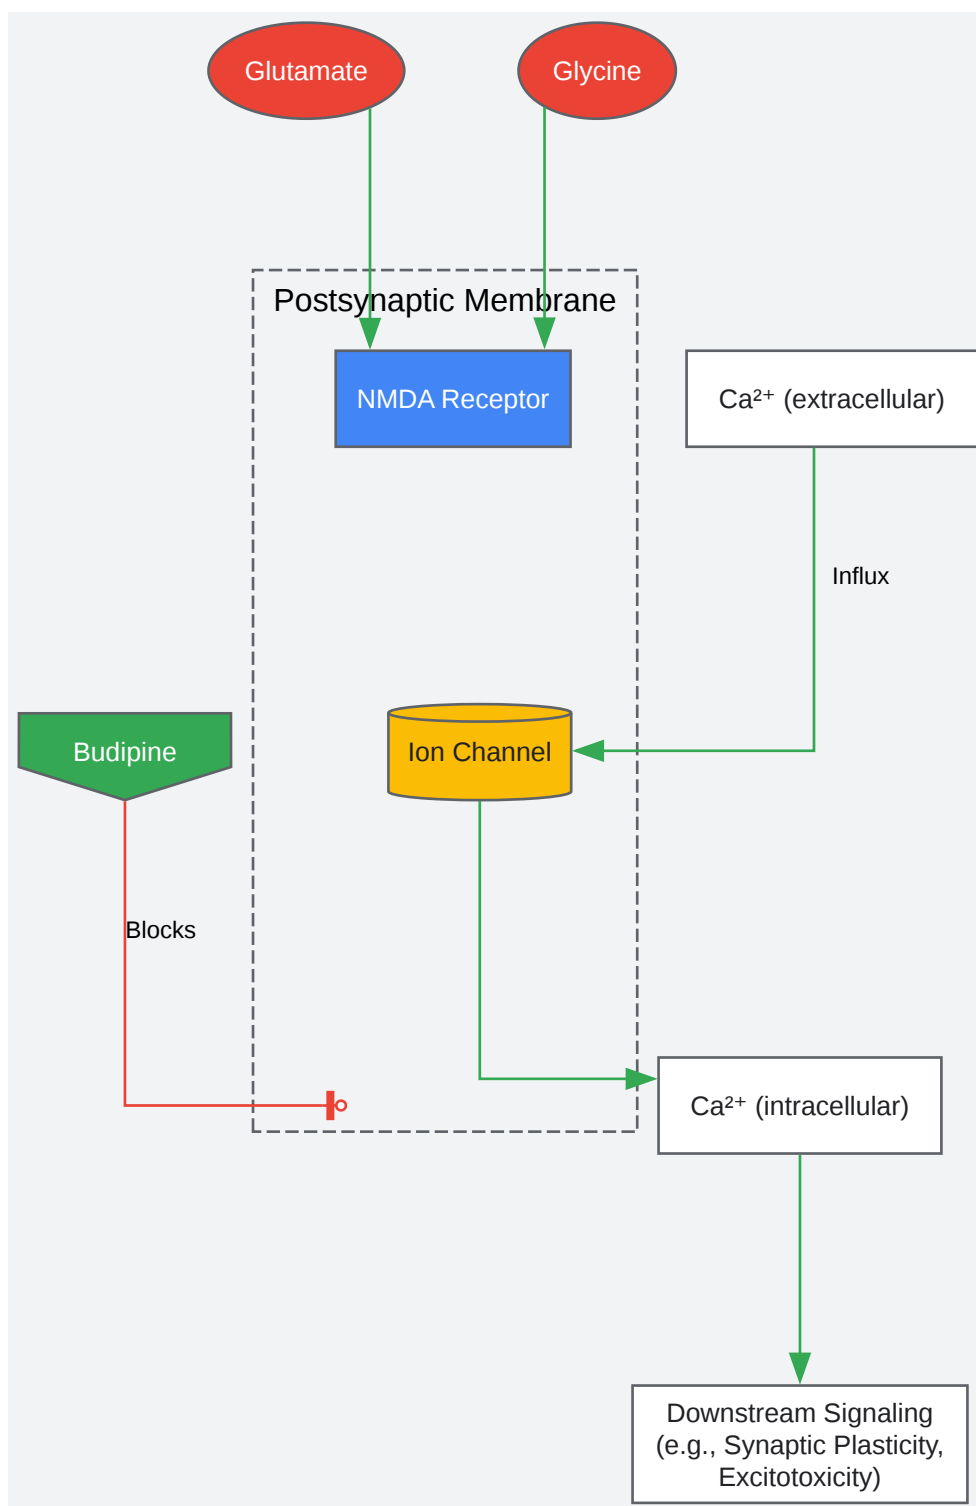 Glutamate
Glycine
Postsynaptic Membrane
NMDA Receptor
Ca²⁺ (extracellular)
Influx
Budipine
Ion Channel
Blocks
Ca²⁺ (intracellular)
Downstream Signaling
(e.g., Synaptic Plasticity,
Excitotoxicity)